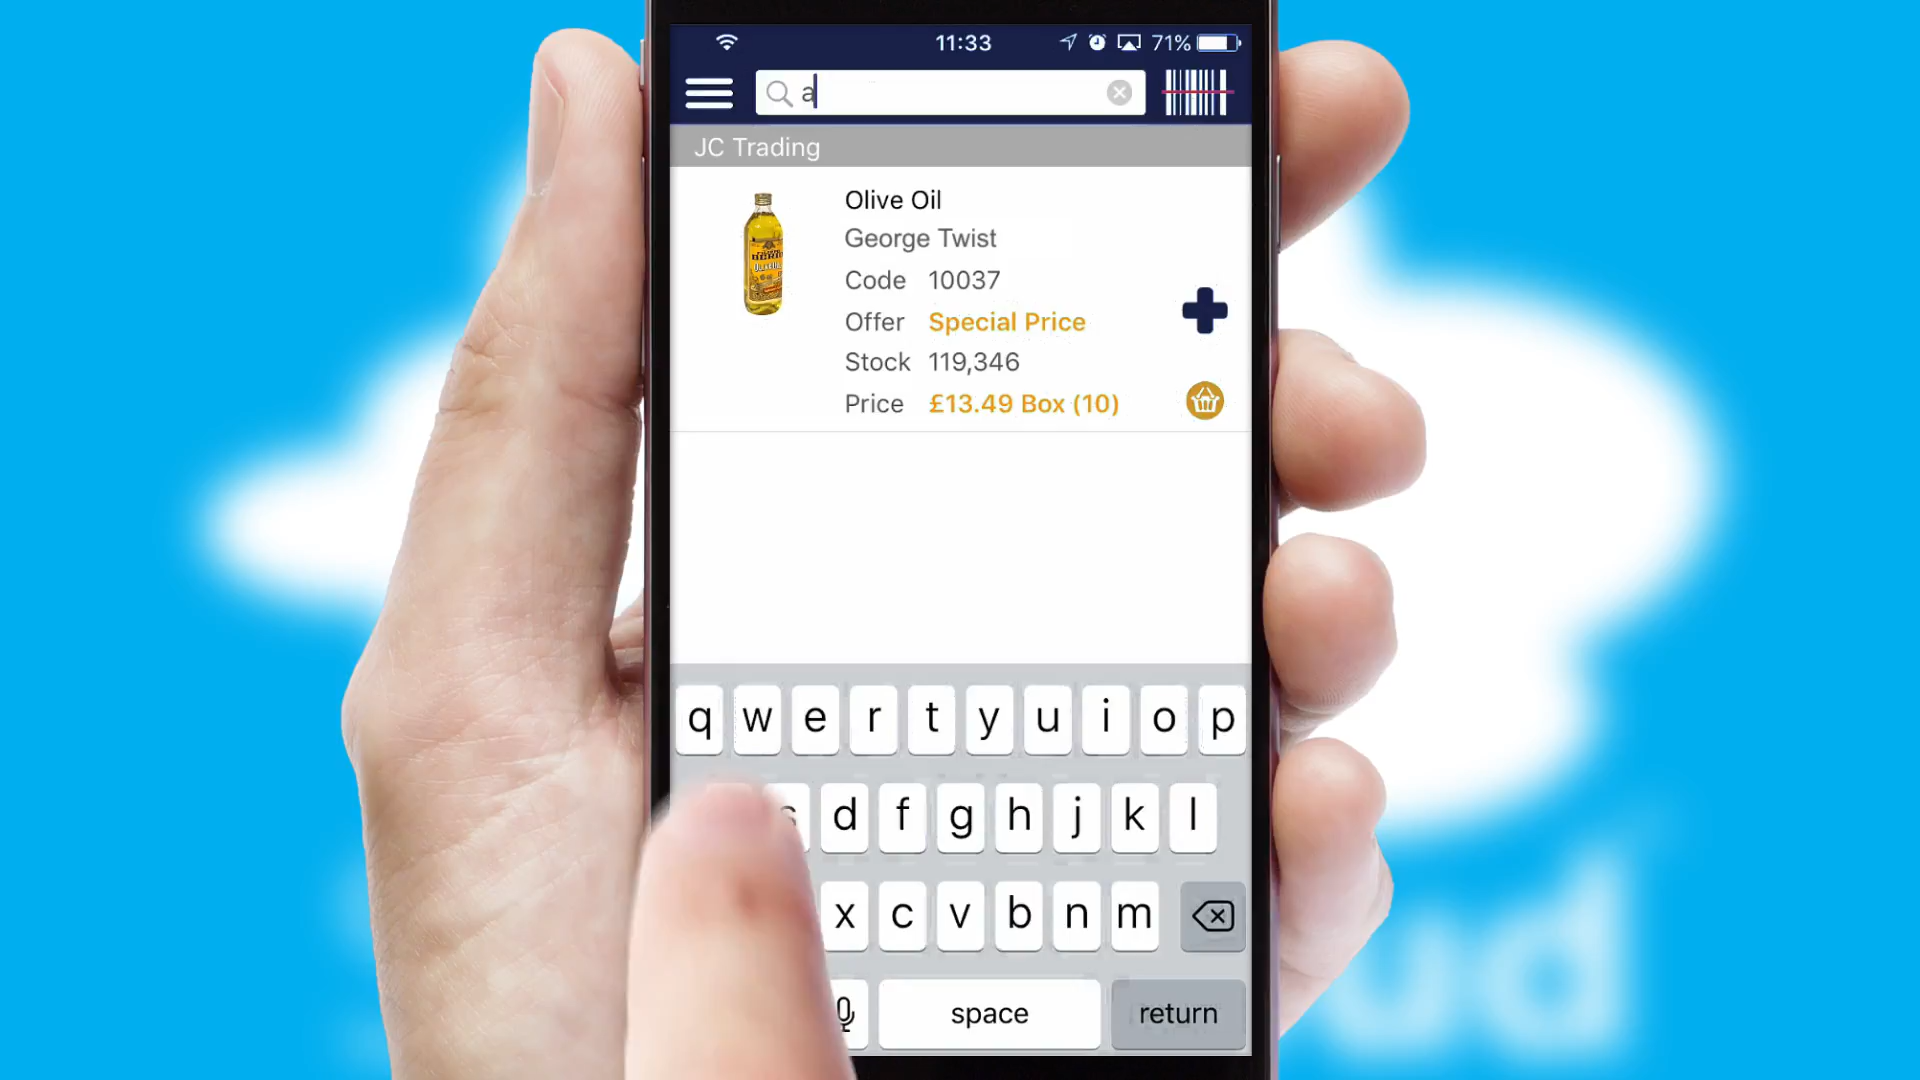 11:33
71%
a
JC Trading
Olive Oil
George Twist
Code 10037
Offer Special Price
Stock 119,346
Price £13.49 Box (10)
q w e r t y u i o p
s d f g h j k l
x c v b n m
space return
ud